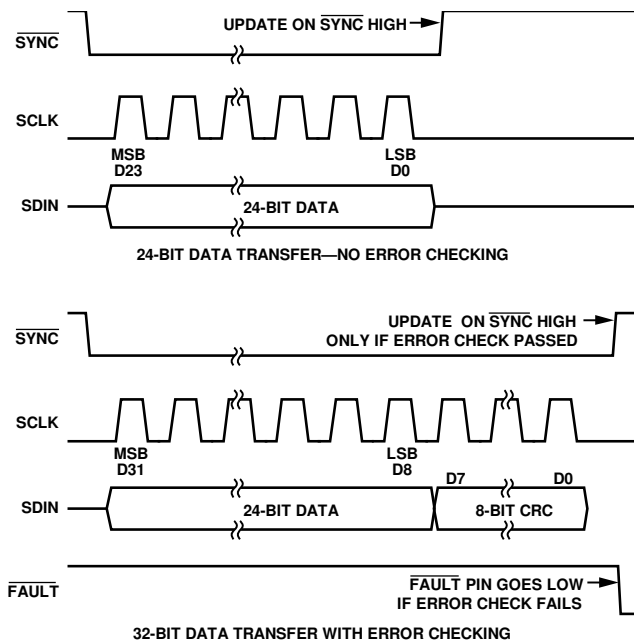 UPDATE ON SYNC HIGH
SYNC
SCLK
MSB
D23
LSB
D0
SDIN
24-BIT DATA
24-BIT DATA TRANSFER—NO ERROR CHECKING
UPDATE ON SYNC HIGH
ONLY IF ERROR CHECK PASSED
SYNC
SCLK
MSB
D31
LSB
D8
D7
D0
SDIN
24-BIT DATA
8-BIT CRC
FAULT
FAULT PIN GOES LOW
IF ERROR CHECK FAILS
32-BIT DATA TRANSFER WITH ERROR CHECKING